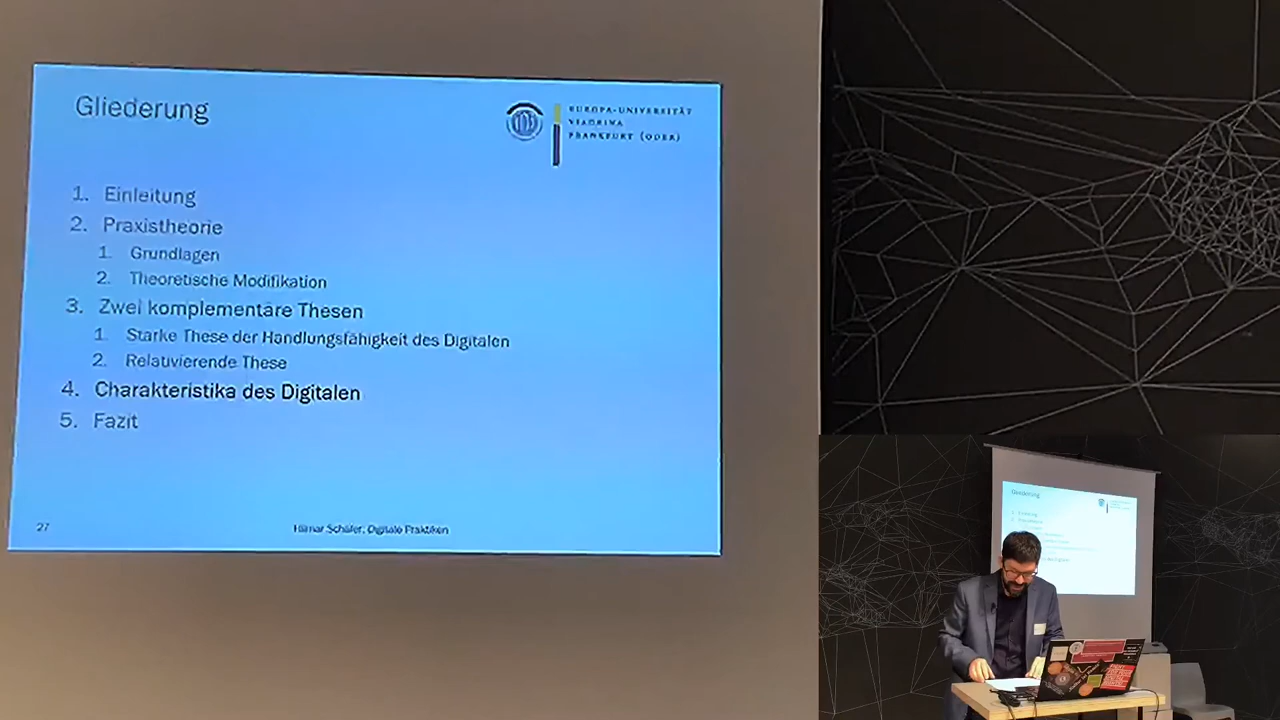 Gliederung
EUROPA-UNIVERSITÄT
VIADRINA
FRANKFURT (ODER)
1. Einleitung
2. Praxistheorie
1. Grundlagen
2. Theoretische Modifikation
3. Zwei komplementäre Thesen
1. Starke These der Handlungsfähigkeit des Digitalen
2. Relativierende These
4. Charakteristika des Digitalen
5. Fazit
27
Hilmar Schäfer: Digitale Praktiken
Gliederung